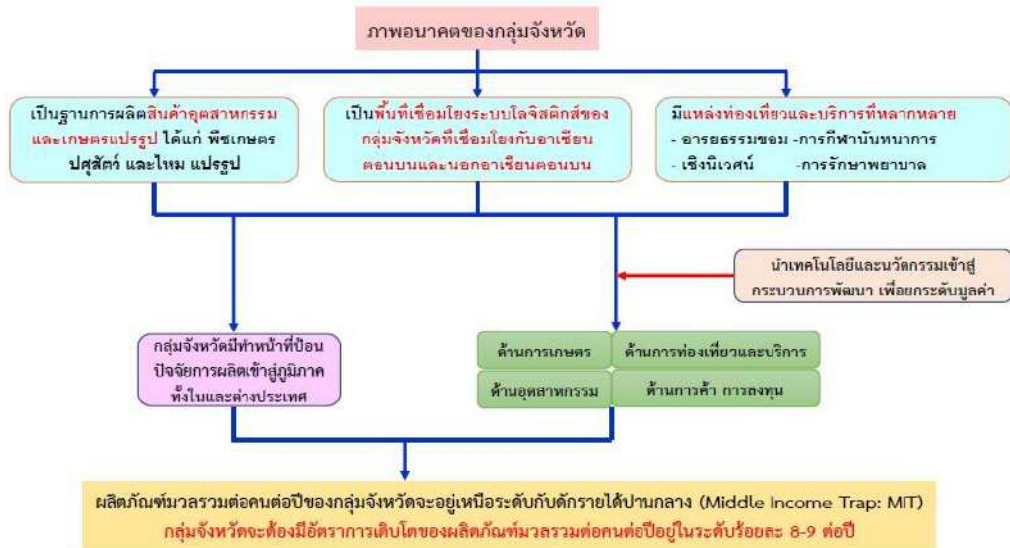 ภาพอนาคตของกลุ่มจังหวัด
เป็นฐานการผลิตสินค้าอุตสาหกรรม
และเกษตรแปรรูป ได้แก่ พืชเกษตร
ปศุสัตว์ และไหม แปรรูป
เป็นพื้นที่เชื่อมโยงระบบโลจิสติกส์ของ
กลุ่มจังหวัดที่เชื่อมโยงกับอาเซียน
ตอนบนและนอกอาเซียนตอนบน
มีแหล่งท่องเที่ยวและบริการที่หลากหลาย
- อารยธรรมขอม -การกีฬานันทนาการ
- เชิงนิเวศน์ -การรักษาพยาบาล
นำเทคโนโลยีและนวัตกรรมเข้าสู่
กระบวนการพัฒนา เพื่อยกระดับมูลค่า
กลุ่มจังหวัดมีทำหน้าที่ป้อน
ปัจจัยการผลิตเข้าสู่ภูมิภาค
ทั้งในและต่างประเทศ
ด้านการเกษตร
ด้านการท่องเที่ยวและบริการ
ด้านอุตสาหกรรม
ด้านการค้า การลงทุน
ผลิตภัณฑ์มวลรวมต่อคนต่อปีของกลุ่มจังหวัดจะอยู่เหนือระดับกับดักรายได้ปานกลาง (Middle Income Trap: MIT)
กลุ่มจังหวัดจะต้องมีอัตราการเติบโตของผลิตภัณฑ์มวลรวมต่อคนต่อปีอยู่ในระดับร้อยละ 8-9 ต่อปี